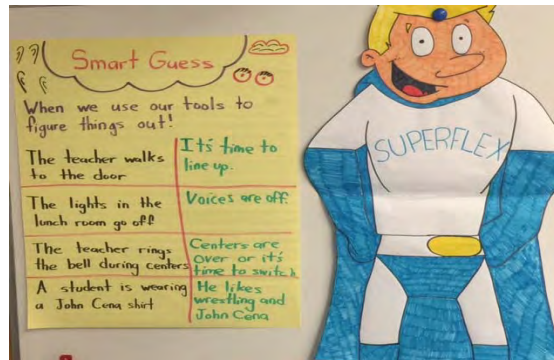 Smart Guess
When we use our tools to
figure things out!
The teacher walks
to the door
It's time to
line up.
The lights in the
lunch room go off
Voices are off.
The teacher rings
the bell during centers
Centers are
over or it's
time to switch
A student is wearing
a John Cena shirt
He likes
wrestling and
John Cena
SUPERFLEX